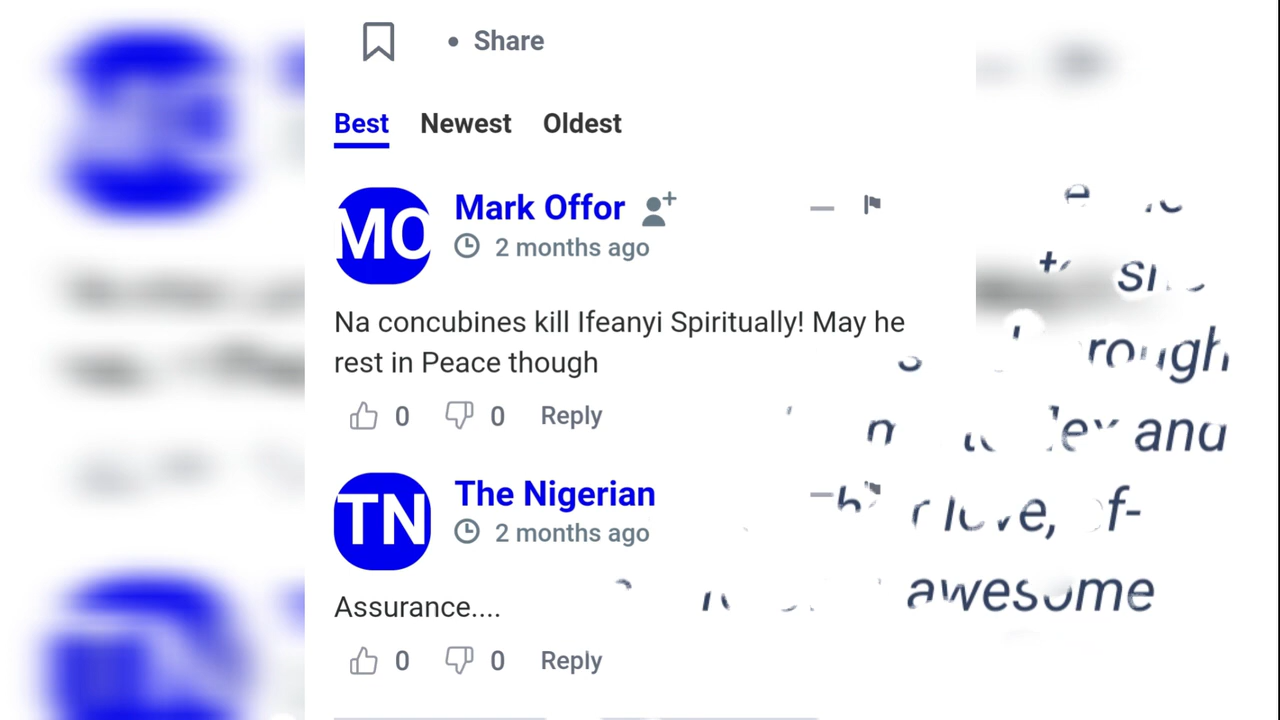 Share
Best Newest Oldest
MO
Mark Offor
2 months ago
Na concubines kill Ifeanyi Spiritually! May he
rest in Peace though
0 0 Reply
TN
The Nigerian
2 months ago
Assurance....
0 0 Reply
and
awesome